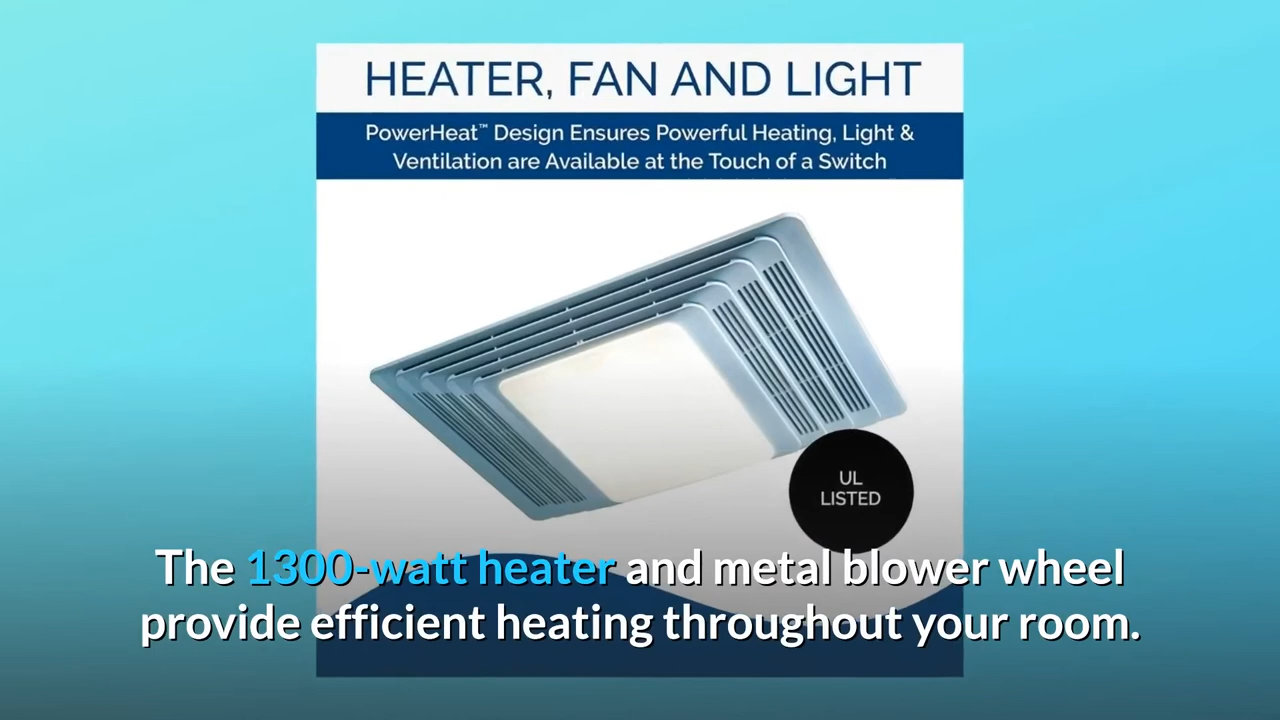 HEATER, FAN AND LIGHT
PowerHeat™ Design Ensures Powerful Heating, Light &
Ventilation are Available at the Touch of a Switch
UL
LISTED
The 1300-watt heater and metal blower wheel
provide efficient heating throughout your room.